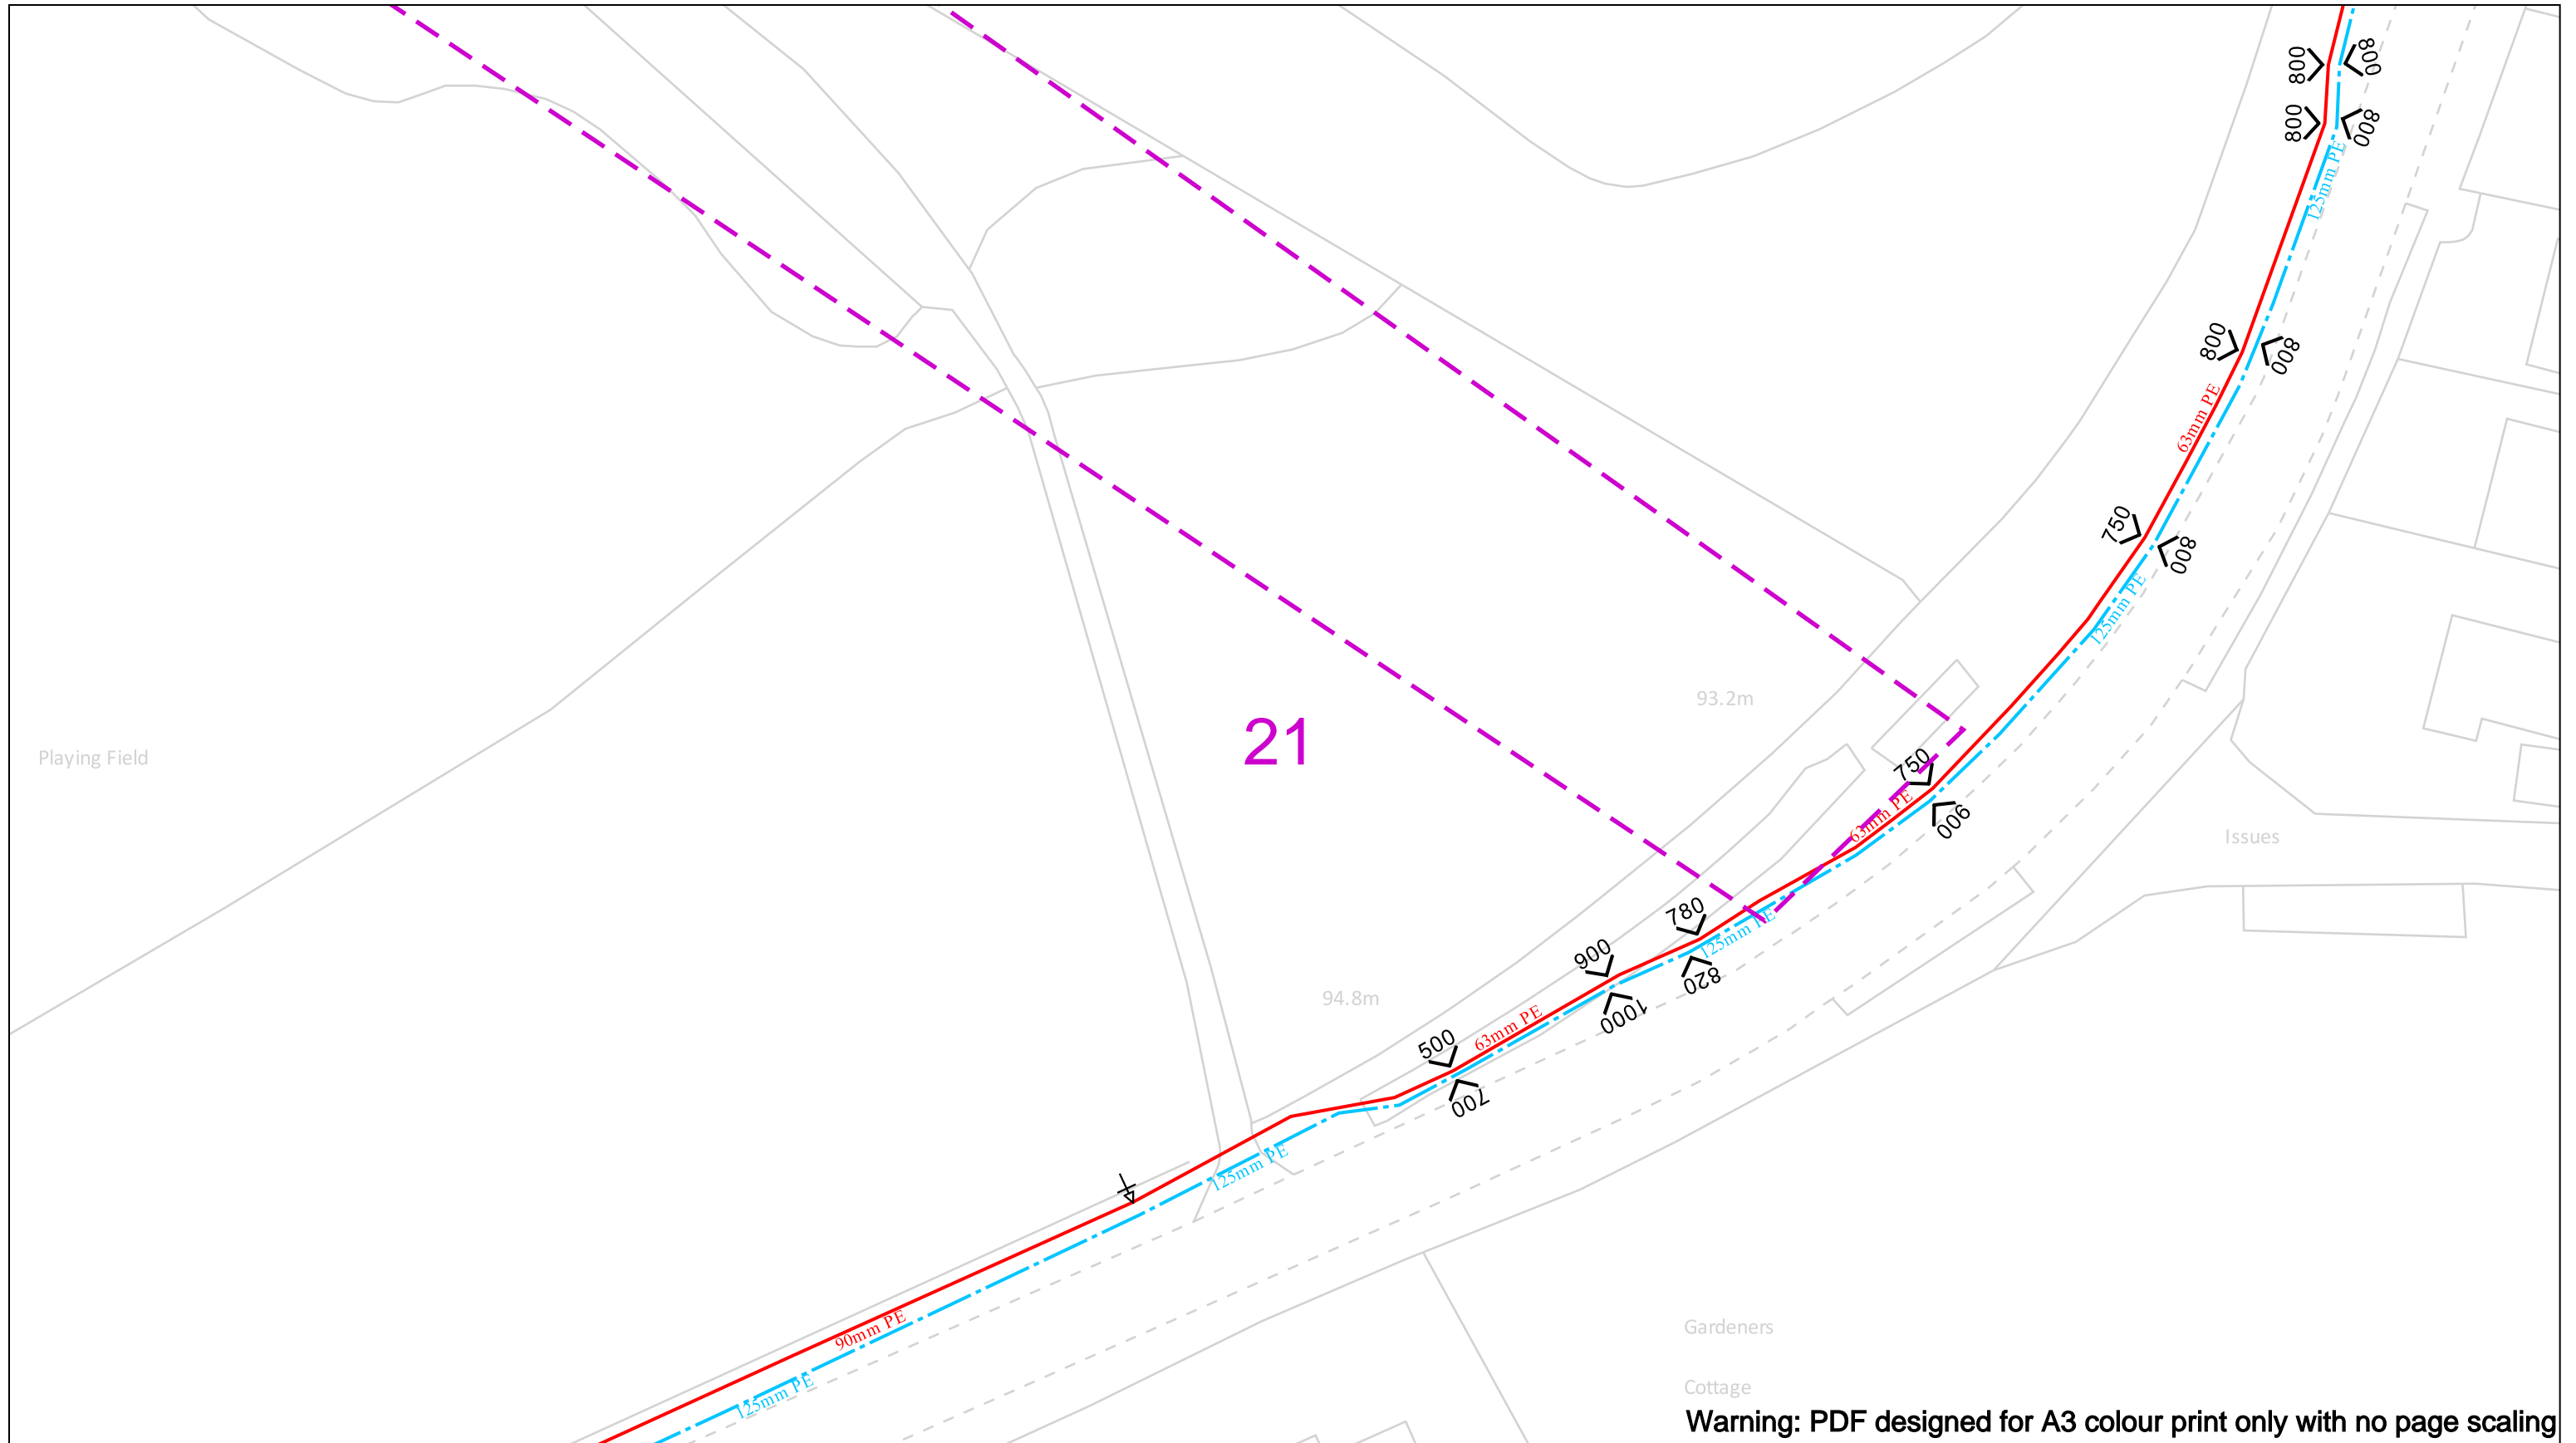 800
800
800
800
125mm PE
800
800
63mm PE
750
800
125mm PE
93.2m
21
Playing Field
750
63mm PE
900
Issues
780
125mm PE
820
900
1000
94.8m
63mm PE
500
700
125mm PE
90mm PE
125mm PE
Gardeners
Cottage
Warning: PDF designed for A3 colour print only with no page scaling